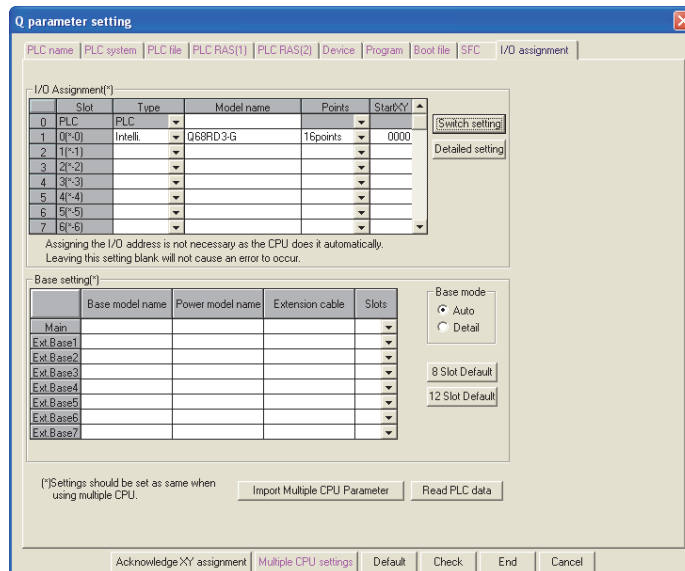 Q parameter setting
PLC name PLC system PLC file PLC RAS(1) PLC RAS(2) Device Program Boot file SFC I/O assignment
I/O Assignment(*)
Slot Type Model name Points StartXY
0 PLC PLC
1 0(*-0) Intelli. Q68RD3-G 16points 0000
2 1(*-1)
3 2(*-2)
4 3(*-3)
5 4(*-4)
6 5(*-5)
7 6(*-6)
Switch setting
Detailed setting
Assigning the I/O address is not necessary as the CPU does it automatically.
Leaving this setting blank will not cause an error to occur.
Base setting(*)
Base model name Power model name Extension cable Slots
Main
Ext.Base1
Ext.Base2
Ext.Base3
Ext.Base4
Ext.Base5
Ext.Base6
Ext.Base7
Base mode
Auto
Detail
8 Slot Default
12 Slot Default
(*)Settings should be set as same when
using multiple CPU.
Import Multiple CPU Parameter Read PLC data
Acknowledge XY assignment Multiple CPU settings Default Check End Cancel